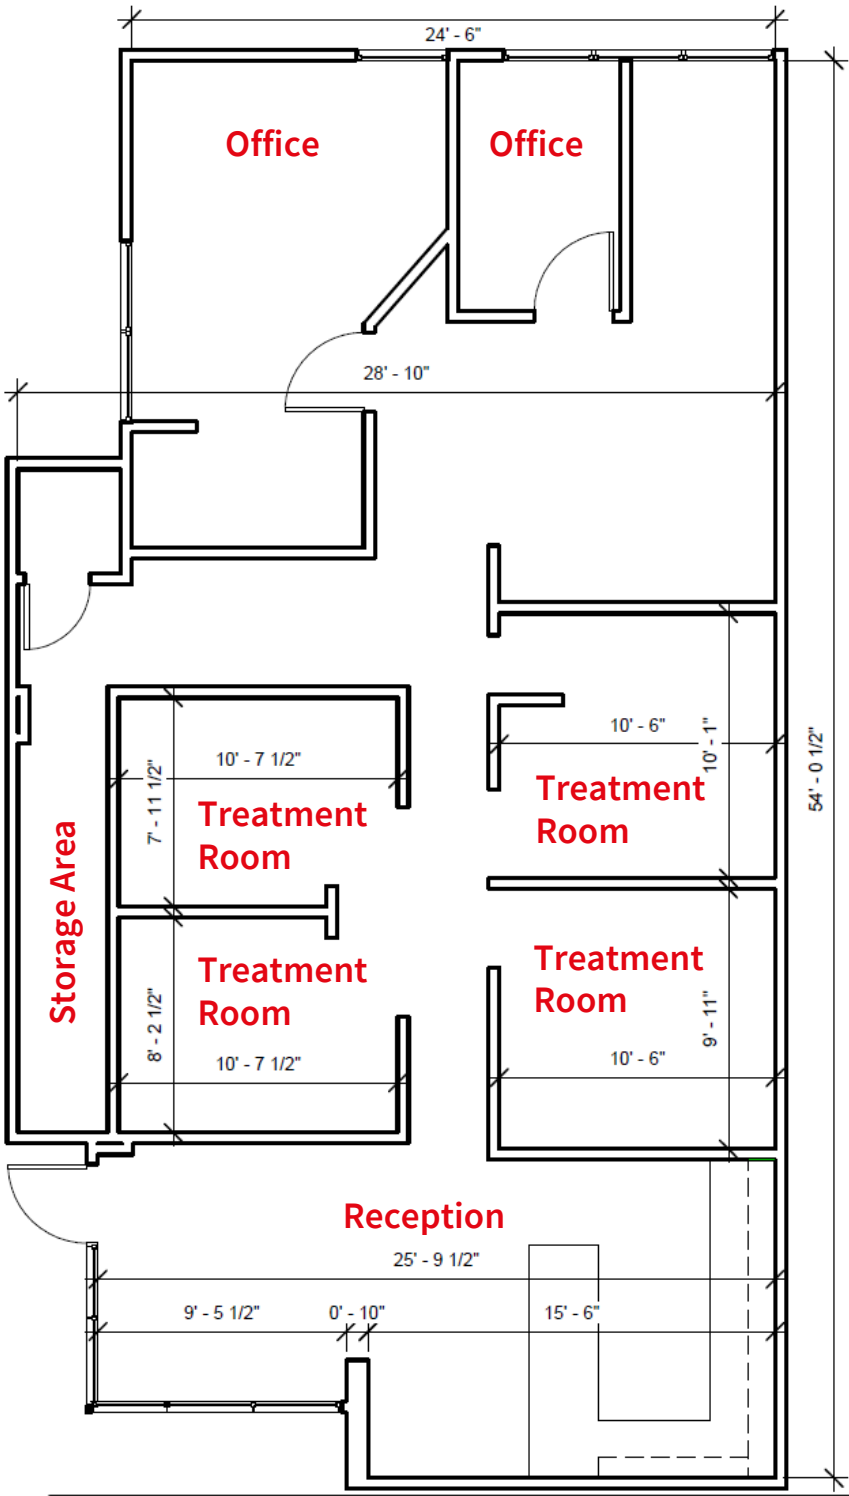 24' - 6"
Office
Office
28' - 10"
10' - 6"
10' - 1"
54' - 0 1/2"
10' - 7 1/2"
7' - 11 1/2"
Treatment
Room
Treatment
Room
Storage Area
Treatment
Room
Treatment
Room
8' - 2 1/2"
9' - 11"
10' - 7 1/2"
10' - 6"
Reception
25' - 9 1/2"
9' - 5 1/2"
0' - 10"
15' - 6"